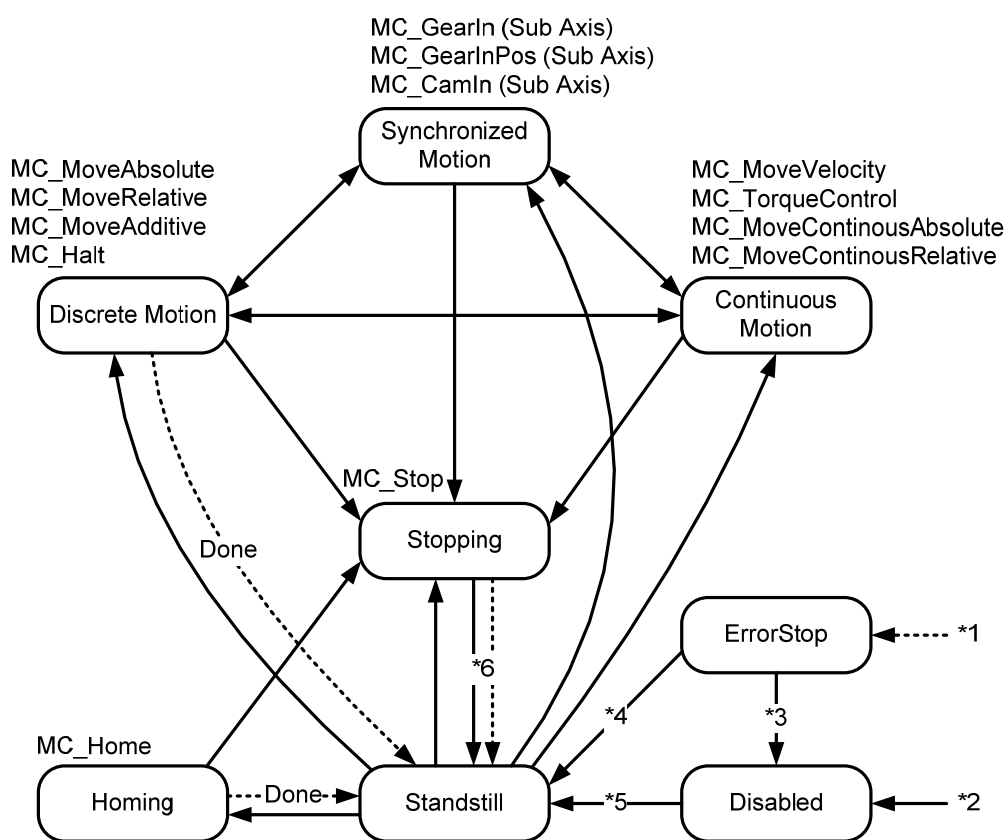 MC_GearIn (Sub Axis)
MC_GearInPos (Sub Axis)
MC_CamIn (Sub Axis)
Synchronized
Motion
MC_MoveAbsolute
MC_MoveRelative
MC_MoveAdditive
MC_Halt
MC_MoveVelocity
MC_TorqueControl
MC_MoveContinousAbsolute
MC_MoveContinousRelative
Discrete Motion
Continuous
Motion
MC_Stop
Stopping
Done
ErrorStop
*1
*6
*4
*3
MC_Home
Homing
Done
Standstill
*5
Disabled
*2